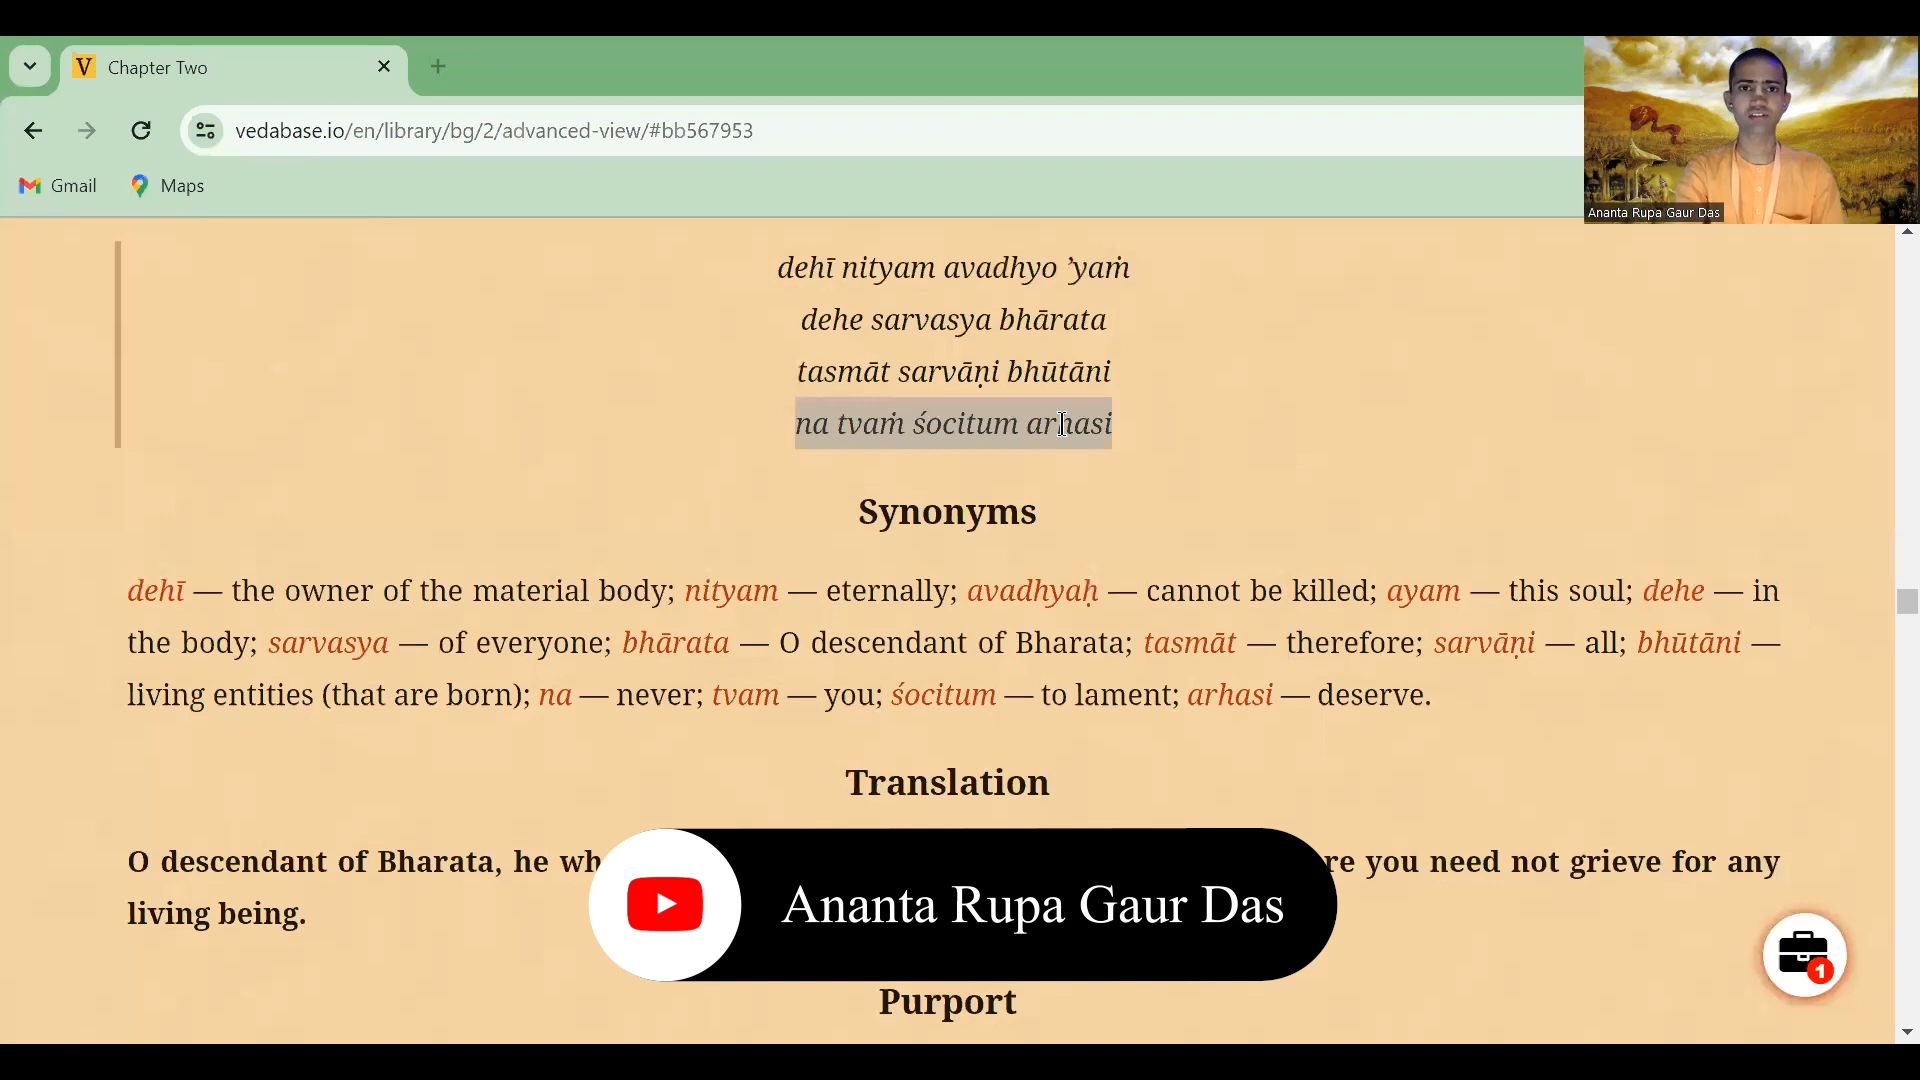 Chapter Two
vedabase.io/en/library/bg/2/advanced-view/#bb567953
Gmail
Maps
Ananta Rupa Gaur Das
dehī nityam avadhyo ’yaṁ
dehe sarvasya bhārata
tasmāt sarvāṇi bhūtāni
na tvaṁ śocitum arhasi
Synonyms
dehī — the owner of the material body; nityam — eternally; avadhyaḥ — cannot be killed; ayam — this soul; dehe — in
the body; sarvasya — of everyone; bhārata — O descendant of Bharata; tasmāt — therefore; sarvāṇi — all; bhūtāni —
living entities (that are born); na — never; tvam — you; śocitum — to lament; arhasi — deserve.
Translation
O descendant of Bharata, he you need not grieve for any
living being.
Ananta Rupa Gaur Das
1
Purport